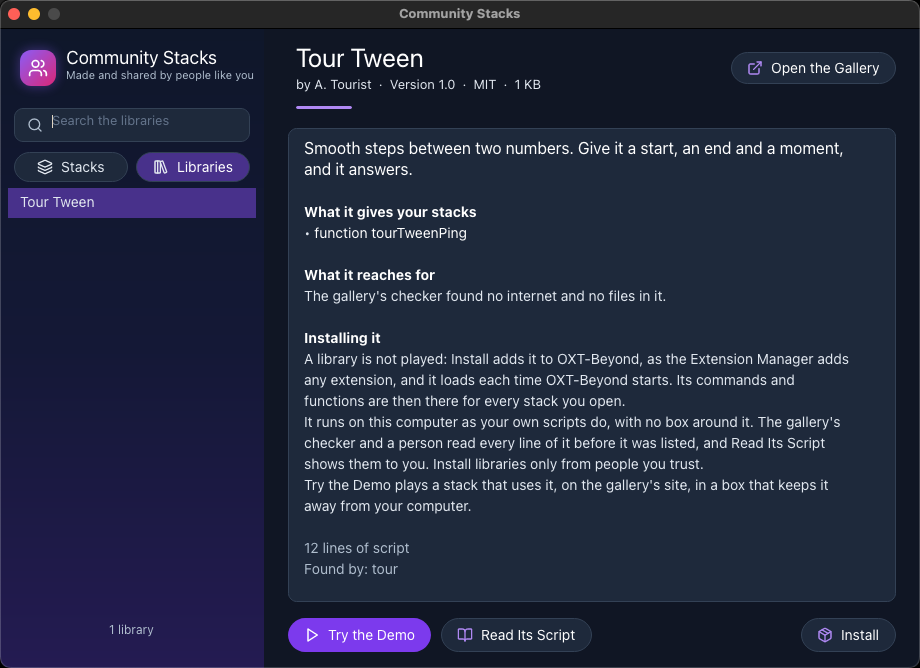 Community Stacks
Community Stacks
Made and shared by people like you
Search the libraries
Stacks
Libraries
Tour Tween
1 library
Tour Tween
by A. Tourist · Version 1.0 · MIT · 1 KB
Open the Gallery
Smooth steps between two numbers. Give it a start, an end and a moment,
and it answers.
What it gives your stacks
• function tourTweenPing
What it reaches for
The gallery's checker found no internet and no files in it.
Installing it
A library is not played: Install adds it to OXT-Beyond, as the Extension Manager adds
any extension, and it loads each time OXT-Beyond starts. Its commands and
functions are then there for every stack you open.
It runs on this computer as your own scripts do, with no box around it. The gallery's
checker and a person read every line of it before it was listed, and Read Its Script
shows them to you. Install libraries only from people you trust.
Try the Demo plays a stack that uses it, on the gallery's site, in a box that keeps it
away from your computer.
12 lines of script
Found by: tour
Try the Demo
Read Its Script
Install